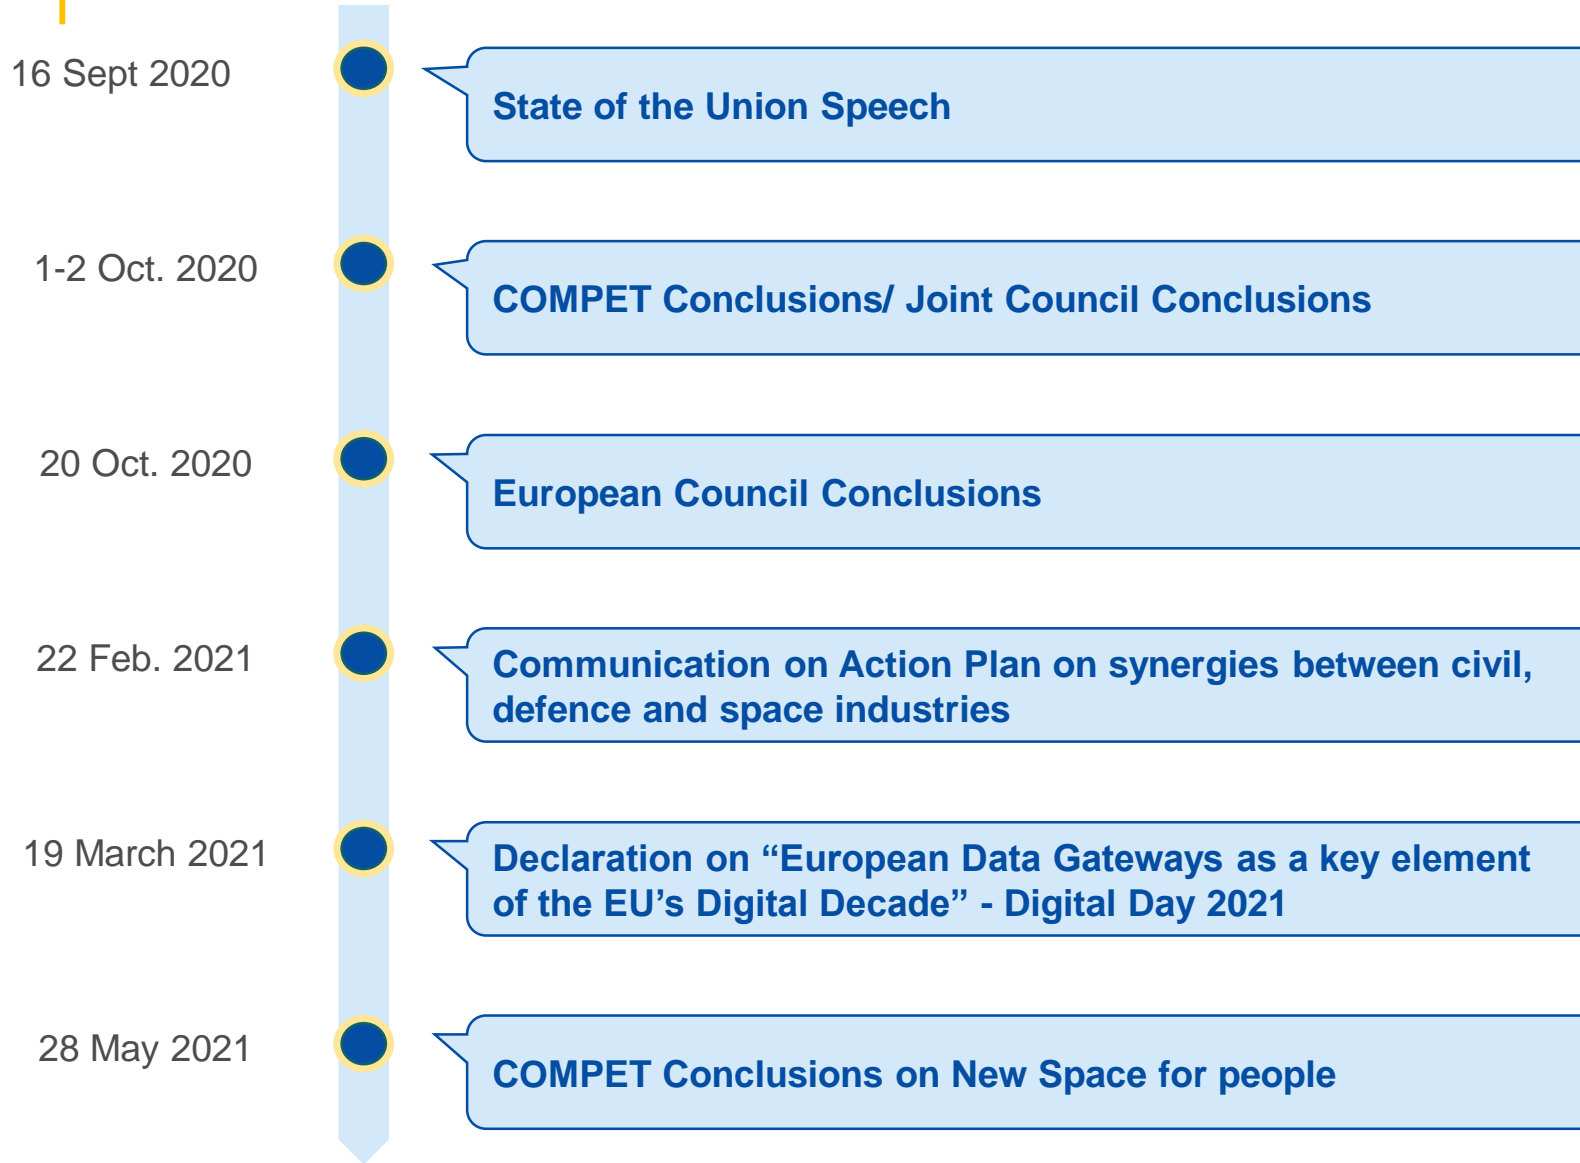 16 Sept 2020
State of the Union Speech
1-2 Oct. 2020
COMPET Conclusions/ Joint Council Conclusions
20 Oct. 2020
European Council Conclusions
22 Feb. 2021
Communication on Action Plan on synergies between civil,
defence and space industries
19 March 2021
Declaration on “European Data Gateways as a key element
of the EU’s Digital Decade” - Digital Day 2021
28 May 2021
COMPET Conclusions on New Space for people